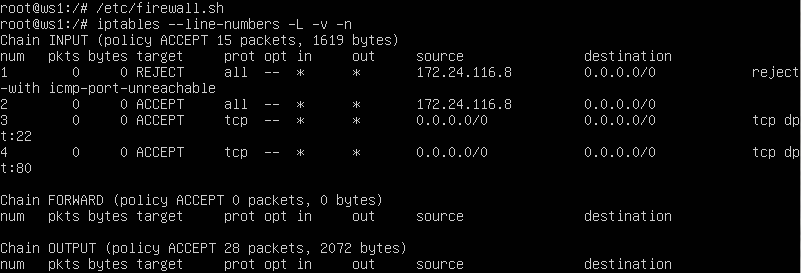 root@ws1:/# /etc/firewall.sh
root@ws1:/# iptables --line-numbers -L -v -n
Chain INPUT (policy ACCEPT 15 packets, 1619 bytes)
num   pkts bytes target     prot opt in     out     source               destination
1        0     0 REJECT     all  --  *      *       172.24.116.8         0.0.0.0/0            reject
-with icmp-port-unreachable
2        0     0 ACCEPT     all  --  *      *       172.24.116.8         0.0.0.0/0
3        0     0 ACCEPT     tcp  --  *      *       0.0.0.0/0            0.0.0.0/0            tcp dp
t:22
4        0     0 ACCEPT     tcp  --  *      *       0.0.0.0/0            0.0.0.0/0            tcp dp
t:80
Chain FORWARD (policy ACCEPT 0 packets, 0 bytes)
num   pkts bytes target     prot opt in     out     source               destination
Chain OUTPUT (policy ACCEPT 28 packets, 2072 bytes)
num   pkts bytes target     prot opt in     out     source               destination